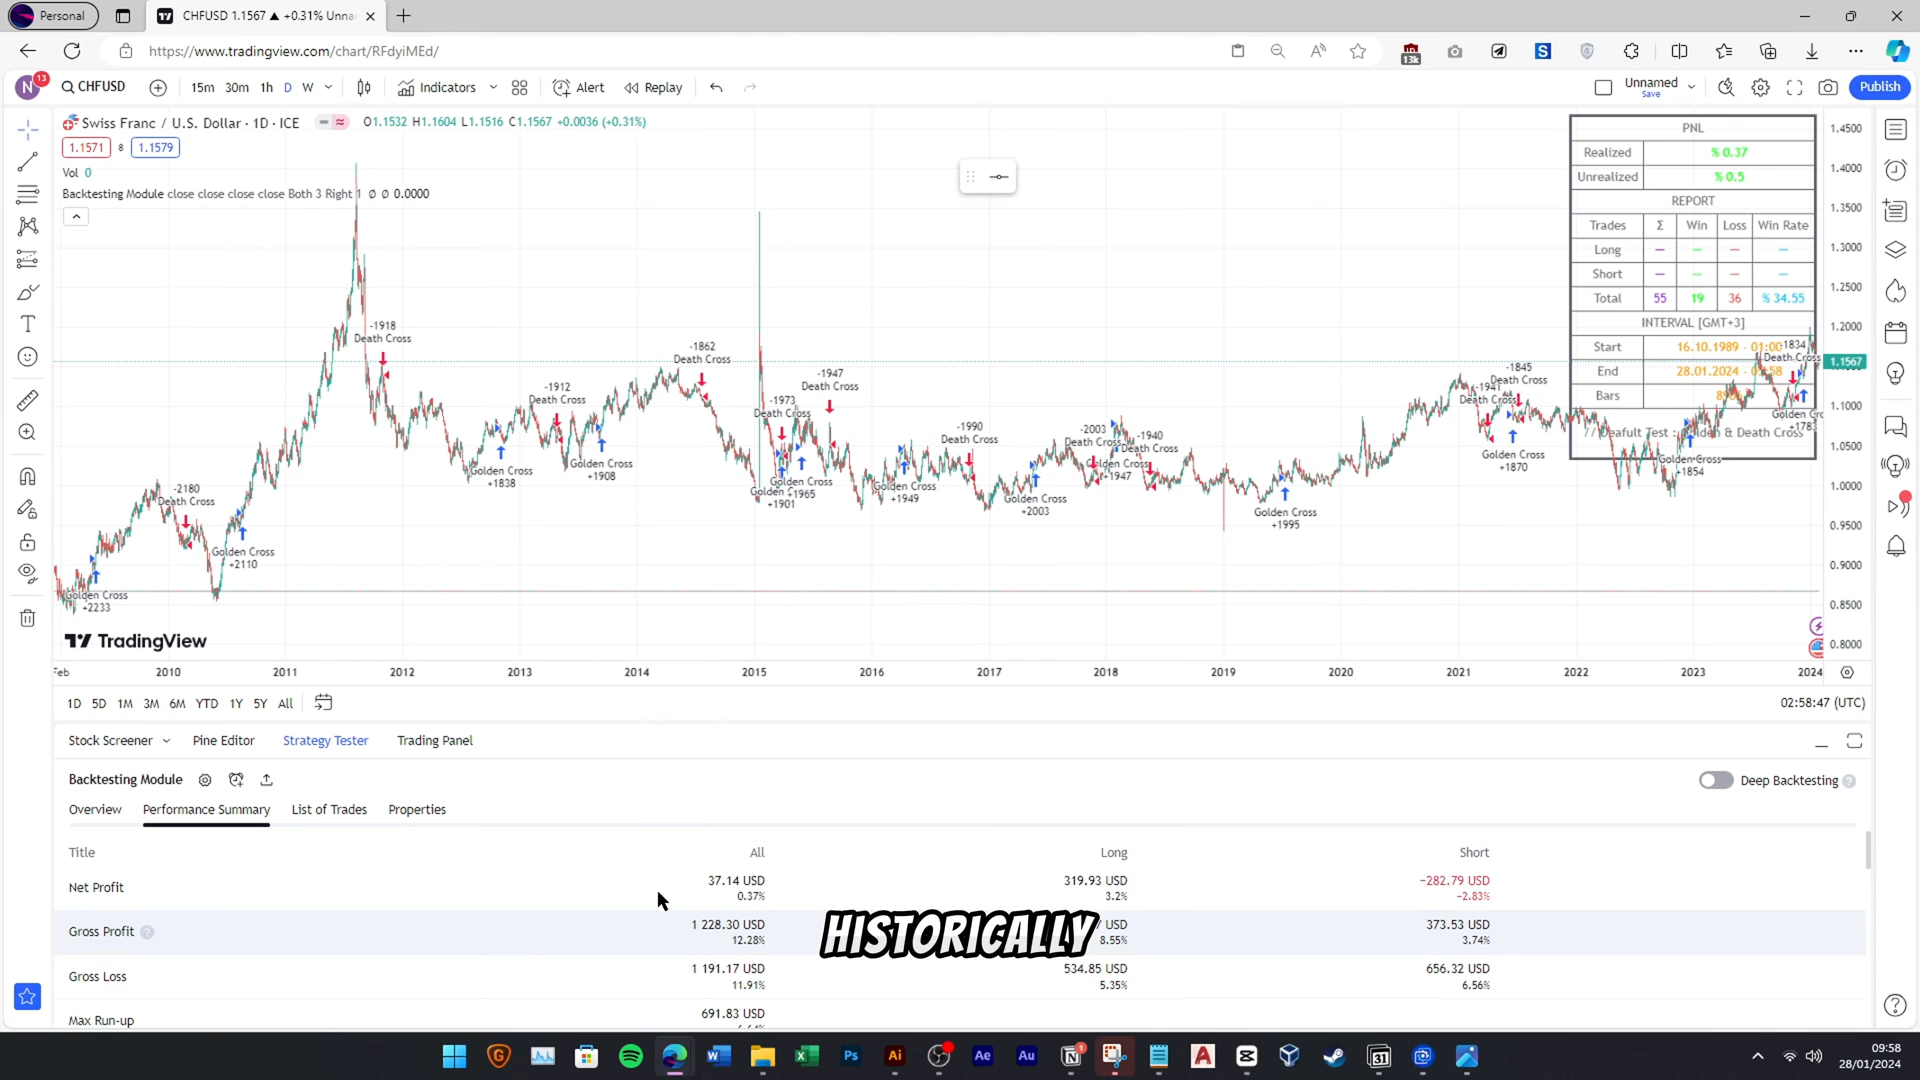 Personal
CHFUSD 1.1567 ▲ +0.31% Unna
https://www.tradingview.com/chart/RFdyiMEd/
13k
N 13 CHFUSD 15m 30m 1h D W Indicators Alert Replay Unnamed Save Publish
Swiss Franc / U.S. Dollar · 1D · ICE O1.1532 H1.1604 L1.1516 C1.1567 +0.0036 (+0.31%)
1.1571 8 1.1579
Vol 0
Backtesting Module close close close close Both 3 Right 1 ∅ ∅ 0.0000
PNL
Realized % 0.37
Unrealized % 0.5
REPORT
Trades Σ Win Loss Win Rate
Long — — — —
Short — — — —
Total 55 19 36 % 34.55
INTERVAL [GMT+3]
Start 16.10.1989 - 01:00
End 28.01.2024 -
Bars
// Deafult Test : Golden & Death Cross
1.4500
1.4000
1.3500
1.3000
1.2500
1.2000
1.1567
1.1000
1.0500
1.0000
0.9500
0.9000
0.8500
0.8000
Golden Cross
+2233
-2180
Death Cross
Golden Cross
+2110
-1918
Death Cross
Golden Cross
+1838
-1912
Death Cross
Golden Cross
+1908
-1862
Death Cross
-1973
Death Cross
+1901
-1947
Death Cross
Golden Cross
+1965
Golden Cross
+1949
-1990
Death Cross
Golden Cross
+2003
-2003
Death Cross
Golden Cross
+1947
-1940
Death Cross
Golden Cross
+1995
-1941
Death Cross
-1845
Death Cross
Golden Cross
+1870
Golden Cross
+1854
-1834
Death Cross
Golden Cro
+1783
TradingView
Feb 2010 2011 2012 2013 2014 2015 2016 2017 2018 2019 2020 2021 2022 2023 2024
1D 5D 1M 3M 6M YTD 1Y 5Y All 02:58:47 (UTC)
Stock Screener Pine Editor Strategy Tester Trading Panel
Backtesting Module Deep Backtesting
Overview Performance Summary List of Trades Properties
Title All Long Short
Net Profit 37.14 USD 319.93 USD −282.79 USD
0.37% 3.2% −2.83%
Gross Profit 1 228.30 USD USD 373.53 USD
12.28% 8.55% 3.74%
HISTORICALLY
Gross Loss 1 191.17 USD 534.85 USD 656.32 USD
11.91% 5.35% 6.56%
Max Run-up 691.83 USD
09:58
28/01/2024